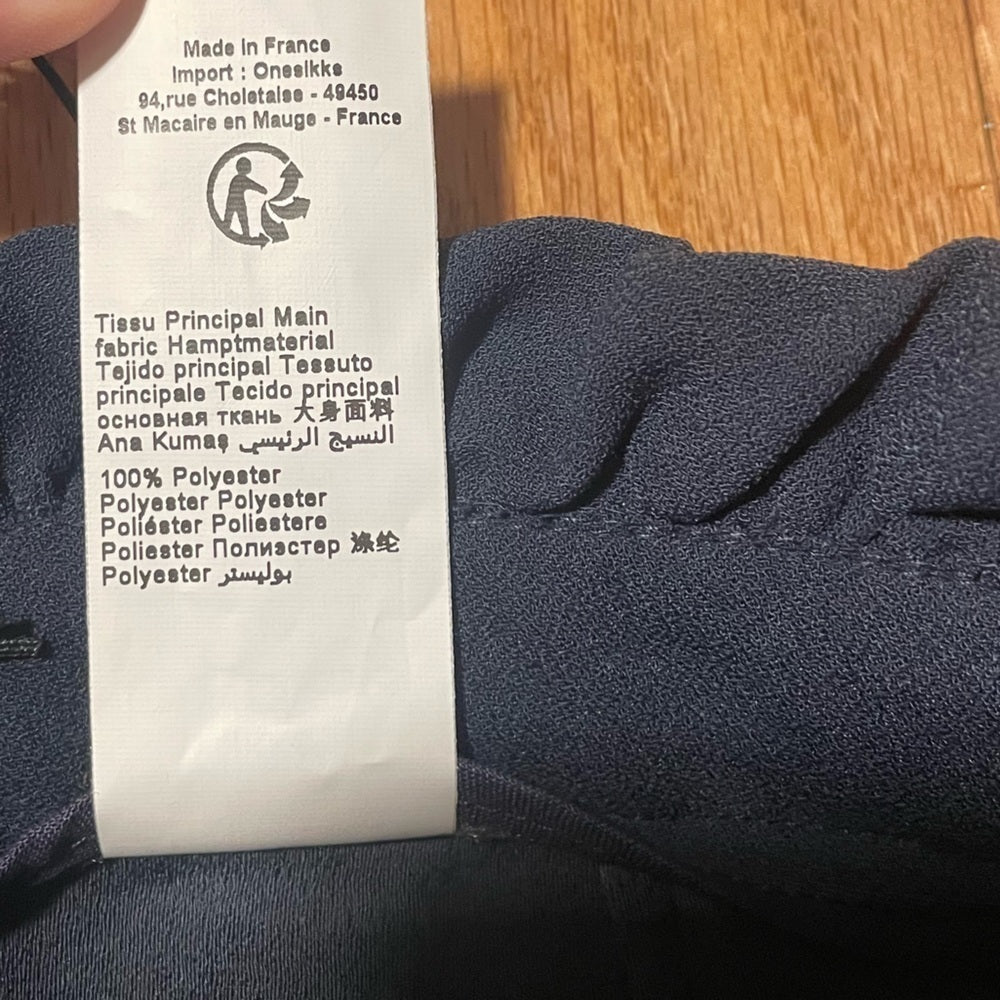 Made In France
Import : Onesikks
94,rue Choletaise - 49450
St Macaire en Mauge - France
Tissu Principal Main
fabric Hamptmaterial
Tejido principal Tessuto
principale Tecido principal
основная ткань 大身面料
Ana Kumaş النسيج الرئيسي
100% Polyester
Polyester Polyester
Poliéster Poliestere
Poliester Полиэстер 涤纶
Polyester بوليستر